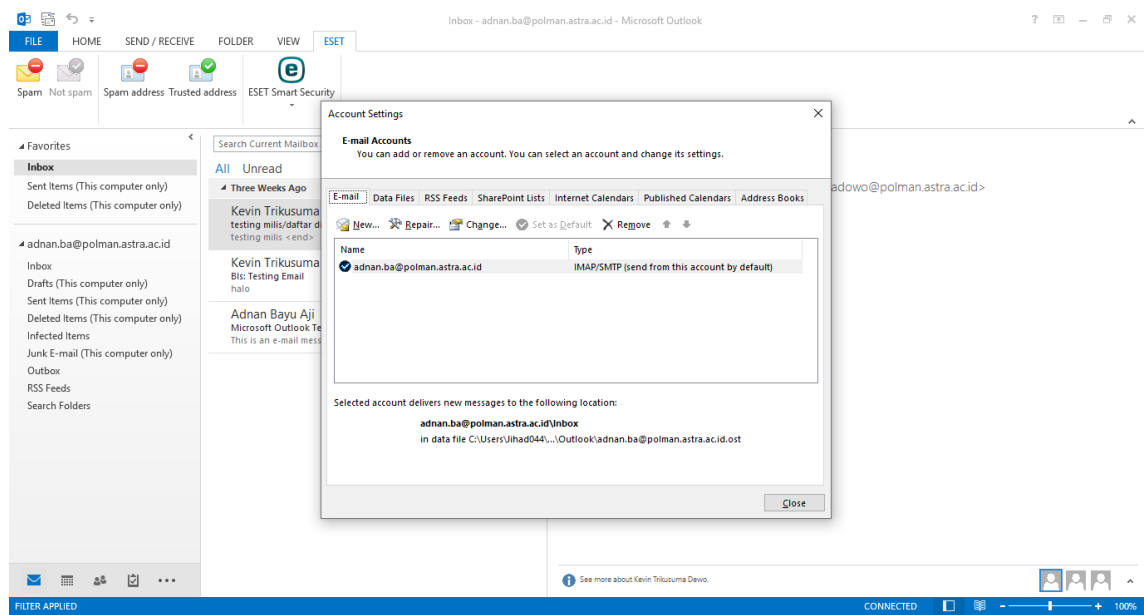 Inbox - adnan.ba@polman.astra.ac.id - Microsoft Outlook
FILE HOME SEND / RECEIVE FOLDER VIEW ESET
Spam Not spam Spam address Trusted address ESET Smart Security
Favorites
Inbox
Sent Items (This computer only)
Deleted Items (This computer only)
adnan.ba@polman.astra.ac.id
Inbox
Drafts (This computer only)
Sent Items (This computer only)
Deleted Items (This computer only)
Infected Items
Junk E-mail (This computer only)
Outbox
RSS Feeds
Search Folders
Search Current Mailbox
All Unread
Three Weeks Ago
Kevin Trikusuma
testing milis/daftar d
testing milis <end>
Kevin Trikusuma
Bls: Testing Email
halo
Adnan Bayu Aji
Microsoft Outlook Te
This is an e-mail mess
adowo@polman.astra.ac.id>
Account Settings
E-mail Accounts
You can add or remove an account. You can select an account and change its settings.
E-mail Data Files RSS Feeds SharePoint Lists Internet Calendars Published Calendars Address Books
New... Repair... Change... Set as Default Remove
Name Type
adnan.ba@polman.astra.ac.id IMAP/SMTP (send from this account by default)
Selected account delivers new messages to the following location:
adnan.ba@polman.astra.ac.id\Inbox
in data file C:\Users\Jihad044\...\Outlook\adnan.ba@polman.astra.ac.id.ost
Close
See more about Kevin Trikusuma Dewo.
FILTER APPLIED CONNECTED 100%